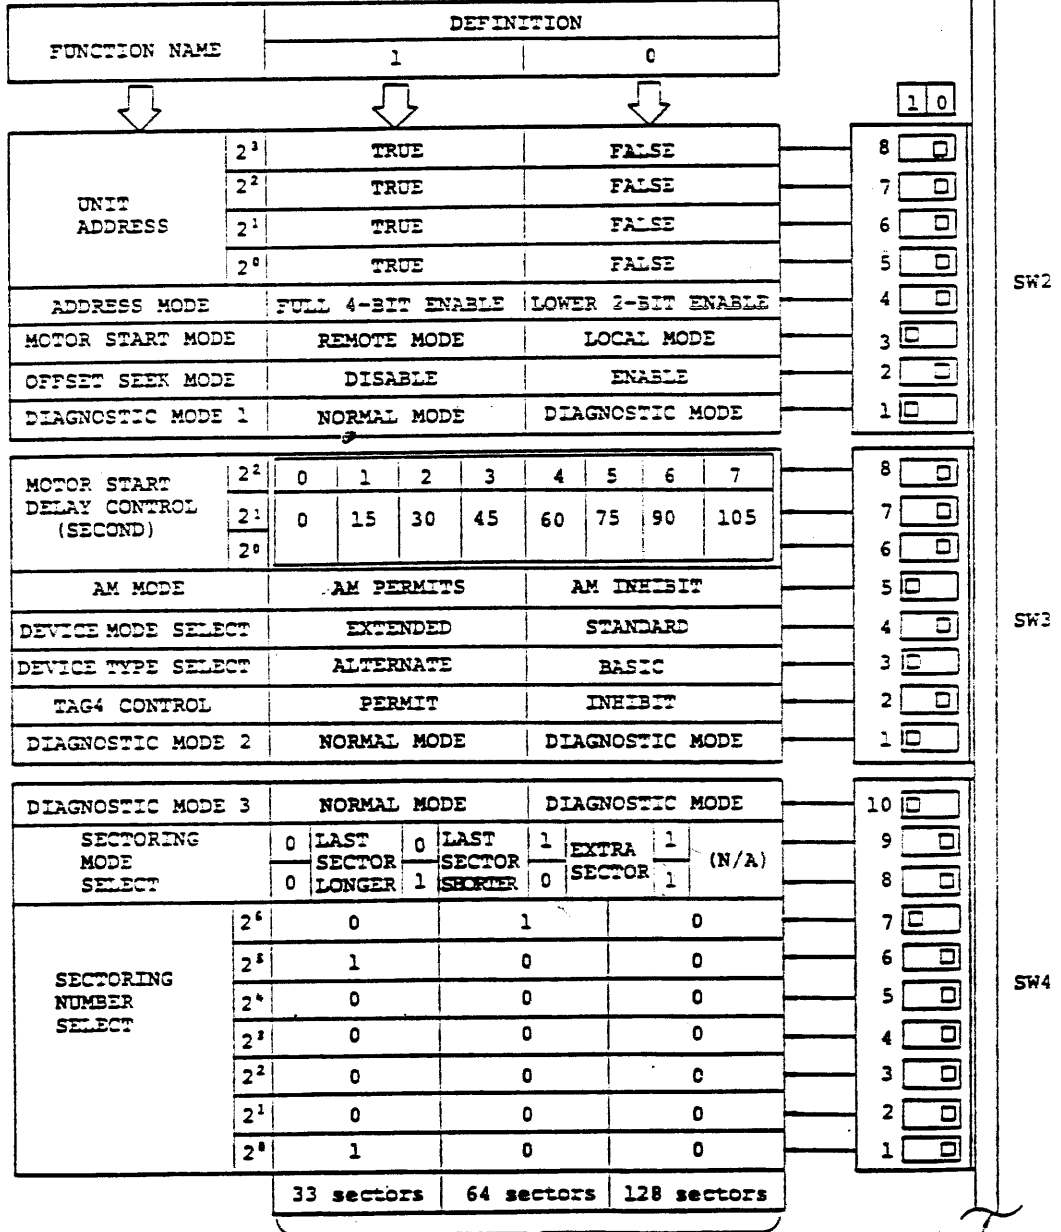 DEFINITION
FUNCTION NAME 1 0
1 0
UNIT ADDRESS
2³ TRUE FALSE 8
2² TRUE FALSE 7
2¹ TRUE FALSE 6
2⁰ TRUE FALSE 5
ADDRESS MODE FULL 4-BIT ENABLE LOWER 2-BIT ENABLE 4
MOTOR START MODE REMOTE MODE LOCAL MODE 3
OFFSET SEEK MODE DISABLE ENABLE 2
DIAGNOSTIC MODE 1 NORMAL MODE DIAGNOSTIC MODE 1
SW2
MOTOR START
DELAY CONTROL
(SECOND)
2² 0 1 2 3 4 5 6 7 8
2¹ 0 15 30 45 60 75 90 105 7
2⁰ 6
AM MODE AM PERMITS AM INHIBIT 5
DEVICE MODE SELECT EXTENDED STANDARD 4
DEVICE TYPE SELECT ALTERNATE BASIC 3
TAG4 CONTROL PERMIT INHIBIT 2
DIAGNOSTIC MODE 2 NORMAL MODE DIAGNOSTIC MODE 1
SW3
DIAGNOSTIC MODE 3 NORMAL MODE DIAGNOSTIC MODE 10
SECTORING
MODE
SELECT
0 0 LAST SECTOR LONGER
0 1 LAST SECTOR SHORTER
1 0 EXTRA SECTOR
1 1 (N/A)
9
8
SECTORING
NUMBER
SELECT
2⁶ 0 1 0 7
2⁵ 1 0 0 6
2⁴ 0 0 0 5
2³ 0 0 0 4
2² 0 0 0 3
2¹ 0 0 0 2
2⁰ 1 0 0 1
SW4
33 sectors 64 sectors 128 sectors